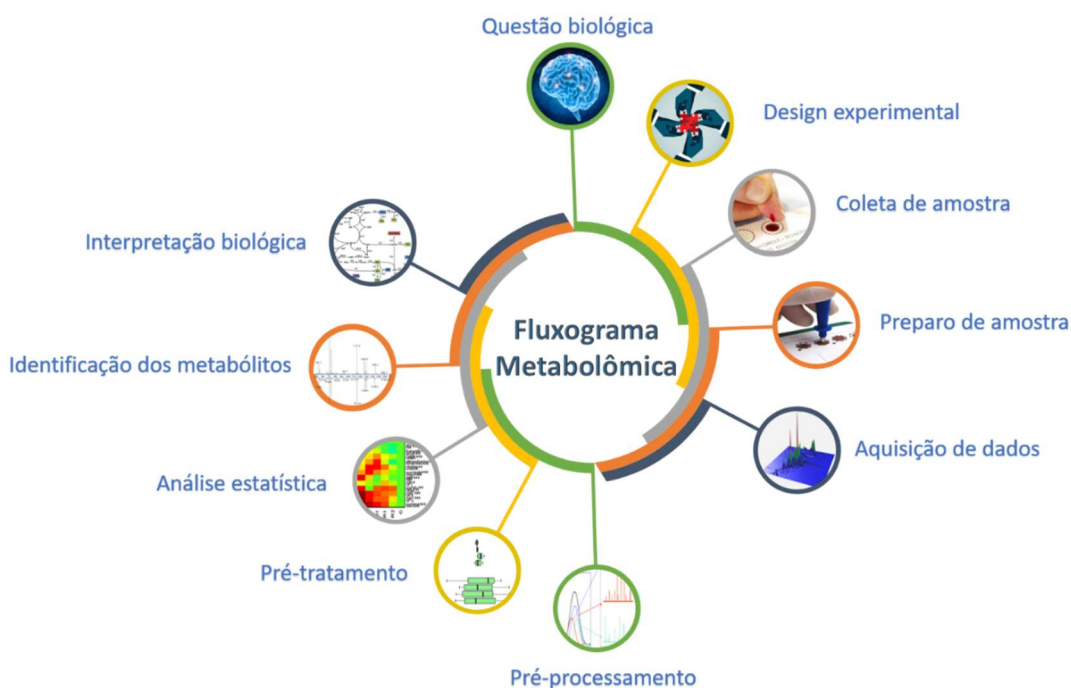 Questão biológica
Design experimental
Coleta de amostra
Preparo de amostra
Aquisição de dados
Pré-processamento
Pré-tratamento
Análise estatística
Identificação dos metabólitos
Interpretação biológica
Fluxograma
Metabolômica